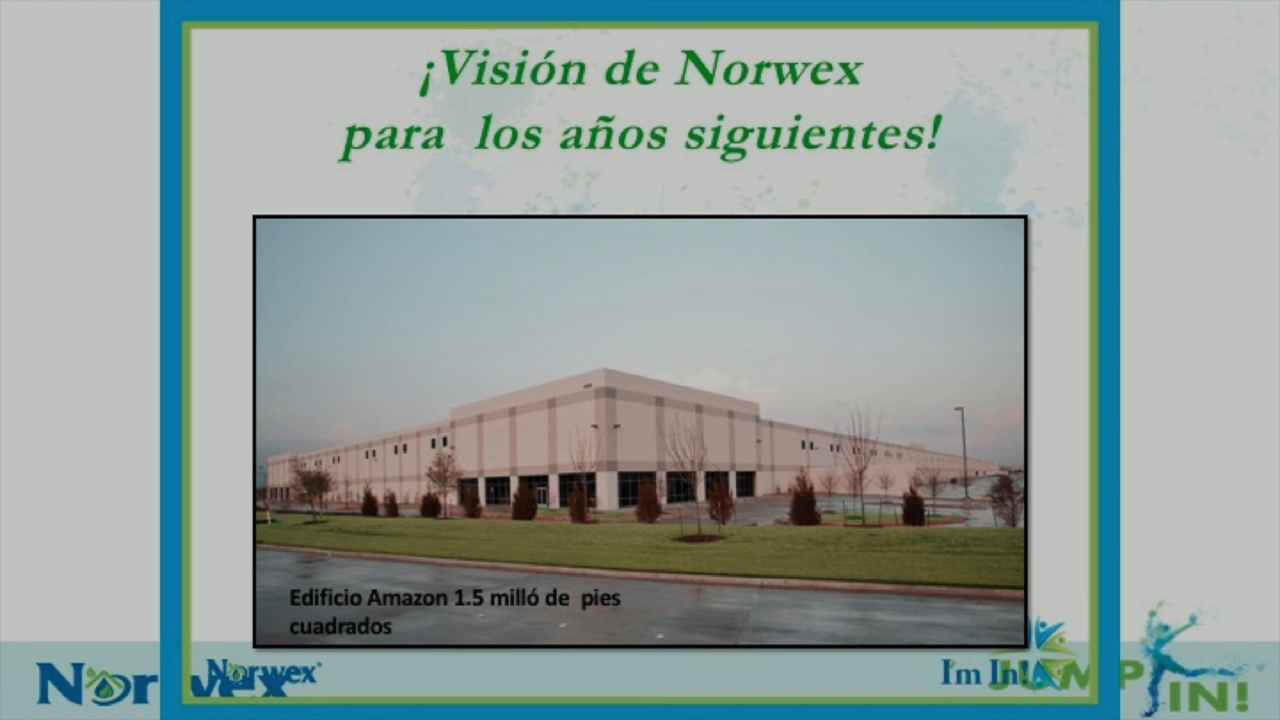 ¡Visión de Norwex
para los años siguientes!
Edificio Amazon 1.5 milló de pies
cuadrados
Norwex
Norwex
I'm In!
JUMP
IN!